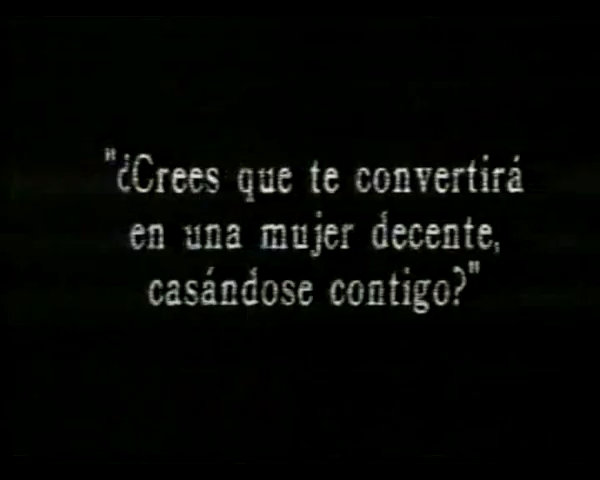 "¿Crees que te convertirá
en una mujer decente,
casándose contigo?"